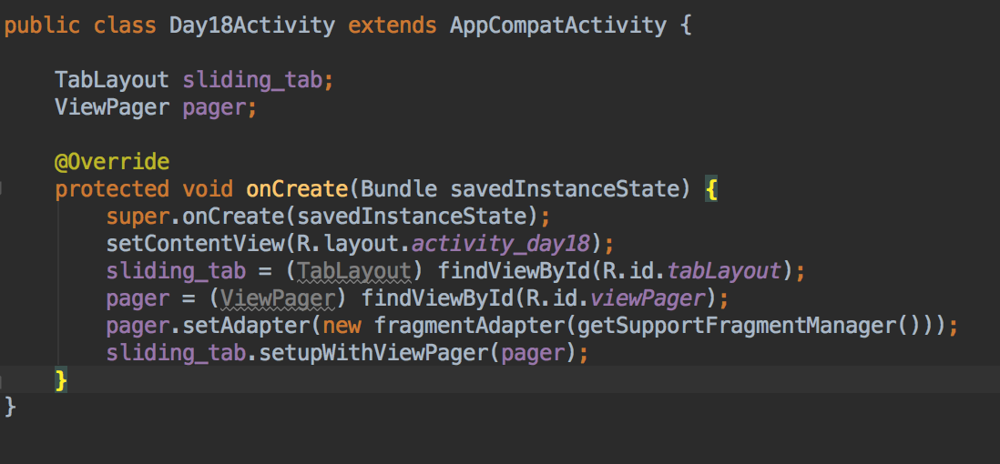 public class Day18Activity extends AppCompatActivity {
TabLayout sliding_tab;
ViewPager pager;
@Override
protected void onCreate(Bundle savedInstanceState) {
super.onCreate(savedInstanceState);
setContentView(R.layout.activity_day18);
sliding_tab = (TabLayout) findViewById(R.id.tabLayout);
pager = (ViewPager) findViewById(R.id.viewPager);
pager.setAdapter(new fragmentAdapter(getSupportFragmentManager()));
sliding_tab.setupWithViewPager(pager);
}
}